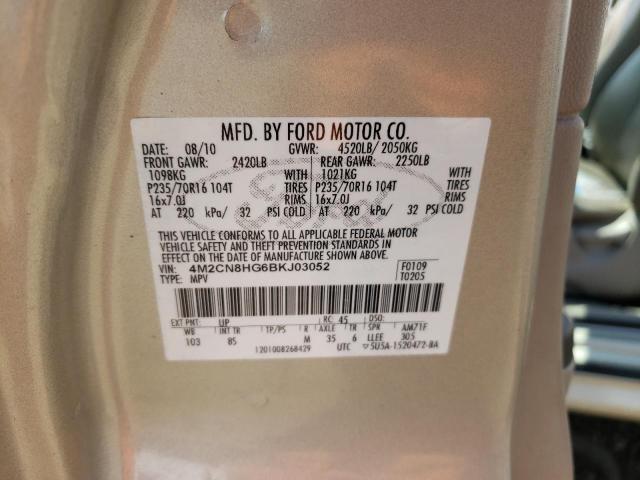 MFD. BY FORD MOTOR CO.
DATE: 08/10 GVWR: 4520LB/ 2050KG
FRONT GAWR: 2420LB REAR GAWR: 2250LB
1098KG WITH 1021KG WITH
P235/70R16 104T TIRES P235/70R16 104T TIRES
16x7.0J RIMS 16x7.0J RIMS
AT 220 kPa/ 32 PSI COLD AT 220 kPa/ 32 PSI COLD
Ford
THIS VEHICLE CONFORMS TO ALL APPLICABLE FEDERAL MOTOR
VEHICLE SAFETY AND THEFT PREVENTION STANDARDS IN
EFFECT ON THE DATE OF MANUFACTURE SHOWN ABOVE.
VIN: 4M2CN8HG6BKJ03052 F0109
TYPE: MPV T0205
EXT PNT: UP RC: 45 DSO:
WB INT TR TP/PS R AXLE TR SPR AM71F
103 85 M 35 6 LLEE 305
1201008268429 UTC 5U5A-1520472-BA